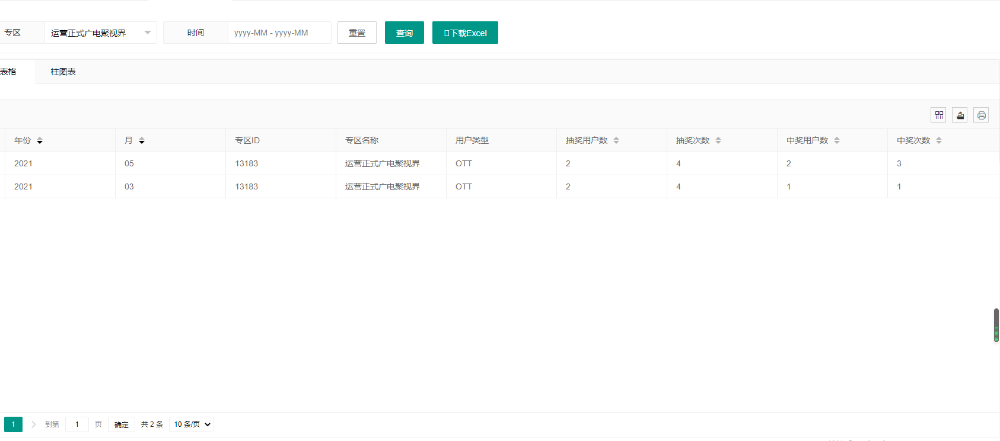 专区 运营正式广电聚视界 时间 yyyy-MM - yyyy-MM 重置 查询 下载Excel
表格 柱图表
年份 月 专区ID 专区名称 用户类型 抽奖用户数 抽奖次数 中奖用户数 中奖次数
2021 05 13183 运营正式广电聚视界 OTT 2 4 2 3
2021 03 13183 运营正式广电聚视界 OTT 2 4 1 1
1 到第 1 页 确定 共 2 条 10 条/页